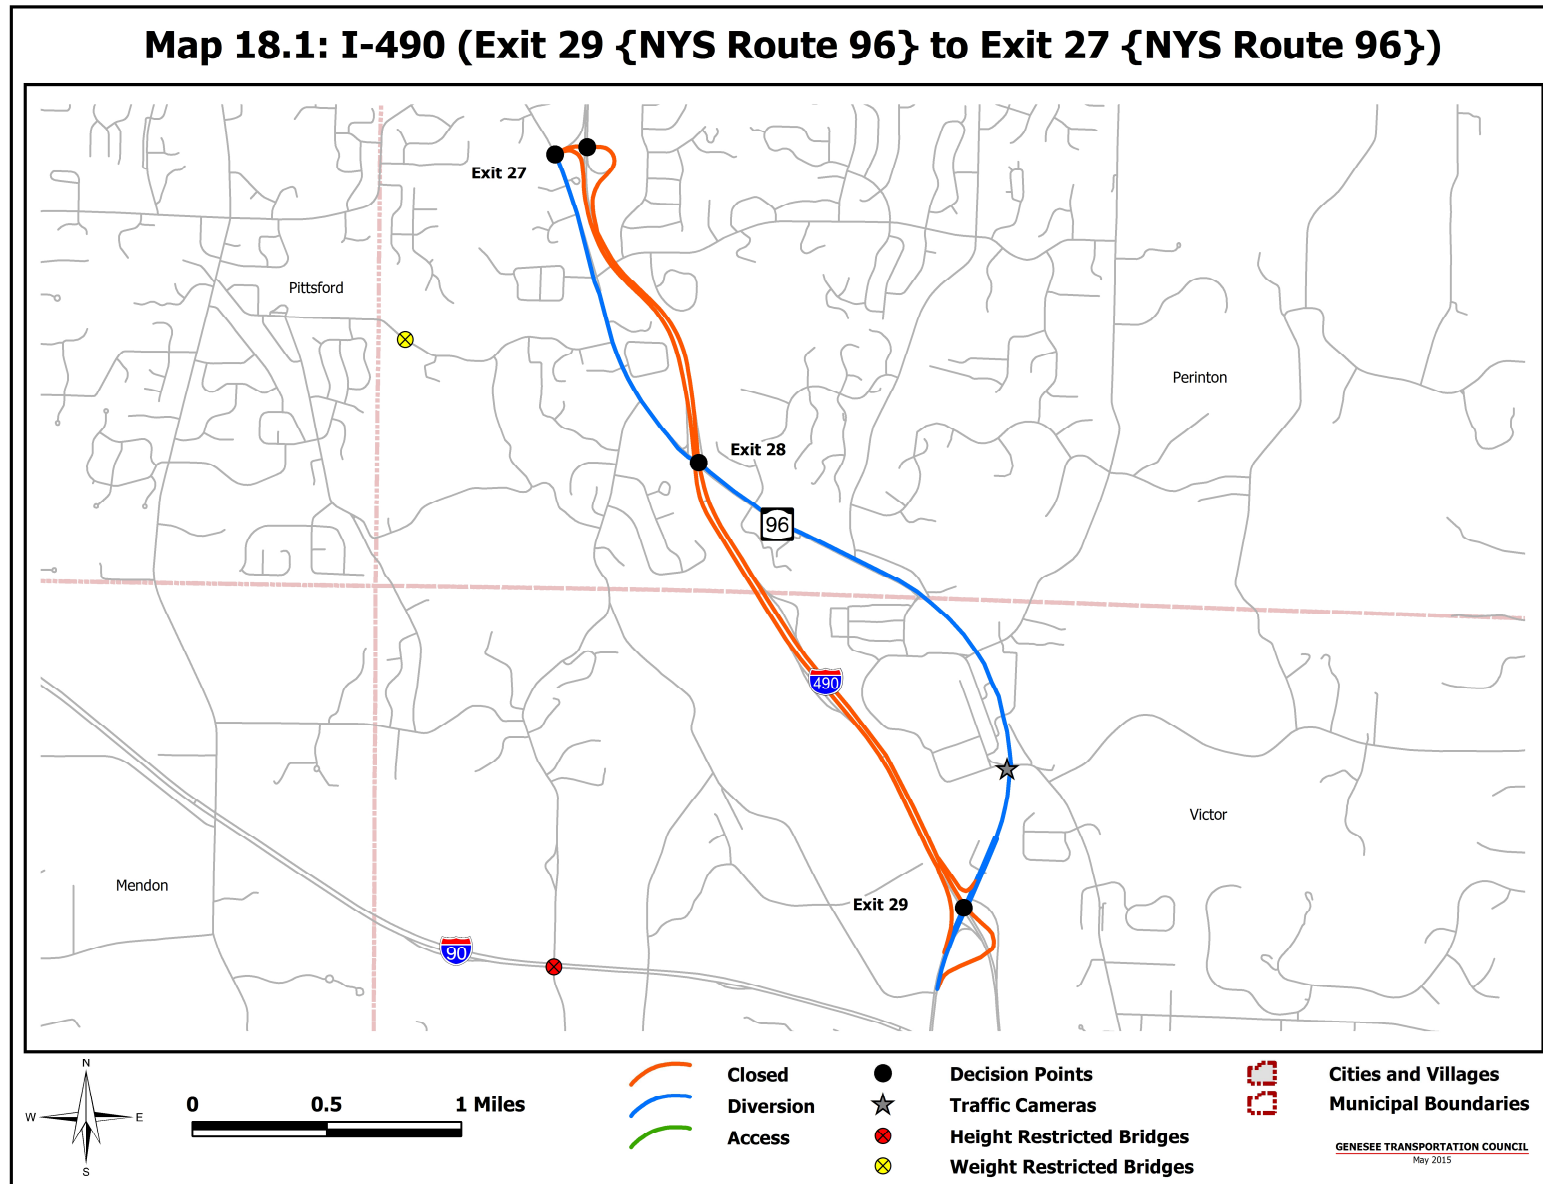 Map 18.1: I-490 (Exit 29 {NYS Route 96} to Exit 27 {NYS Route 96})
Exit 27
Pittsford
Perinton
Exit 28
96
490
Victor
Mendon
Exit 29
90
N
W E
S
0 0.5 1 Miles
Closed
Diversion
Access
Decision Points
Traffic Cameras
Height Restricted Bridges
Weight Restricted Bridges
Cities and Villages
Municipal Boundaries
GENESEE TRANSPORTATION COUNCIL
May 2015